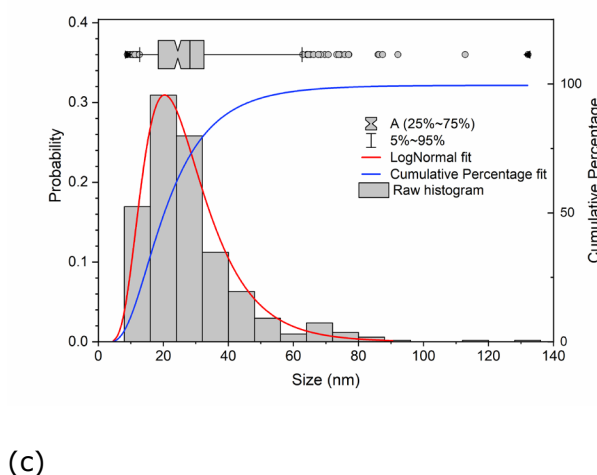 0.4
0.3
0.2
0.1
0.0
Probability
A (25%~75%)
5%~95%
LogNormal fit
Cumulative Percentage fit
Raw histogram
100
50
0
Cumulative Percentage
0 20 40 60 80 100 120 140
Size (nm)
(c)